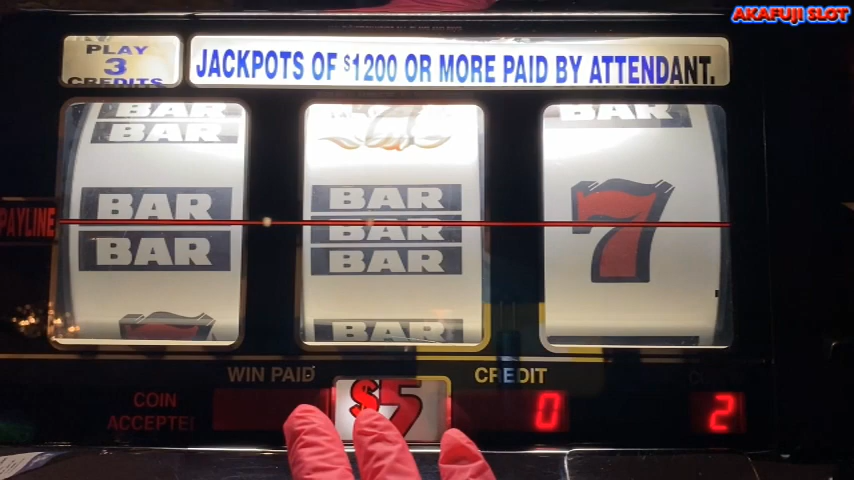 AKAFUJI SLOT
PLAY
3
CREDITS
JACKPOTS OF $1200 OR MORE PAID BY ATTENDANT.
BAR
BAR
BAR
BAR
BAR
BAR
BAR
BAR
BAR
7
PAYLINE
WIN PAID
CREDIT
COIN
ACCEPTE
$5
0
2